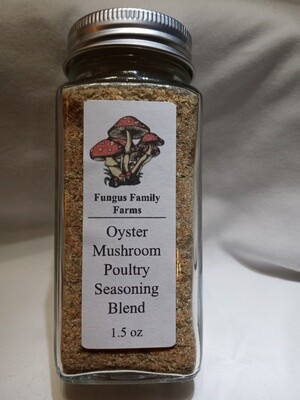 Fungus Family
Farms
Oyster
Mushroom
Poultry
Seasoning
Blend
1.5 oz